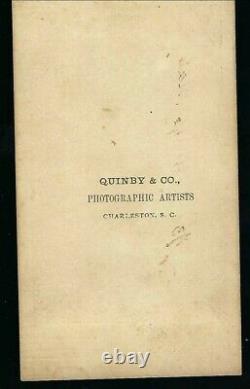 QUINBY & CO.,
PHOTOGRAPHIC ARTISTS
CHARLESTON, S. C.